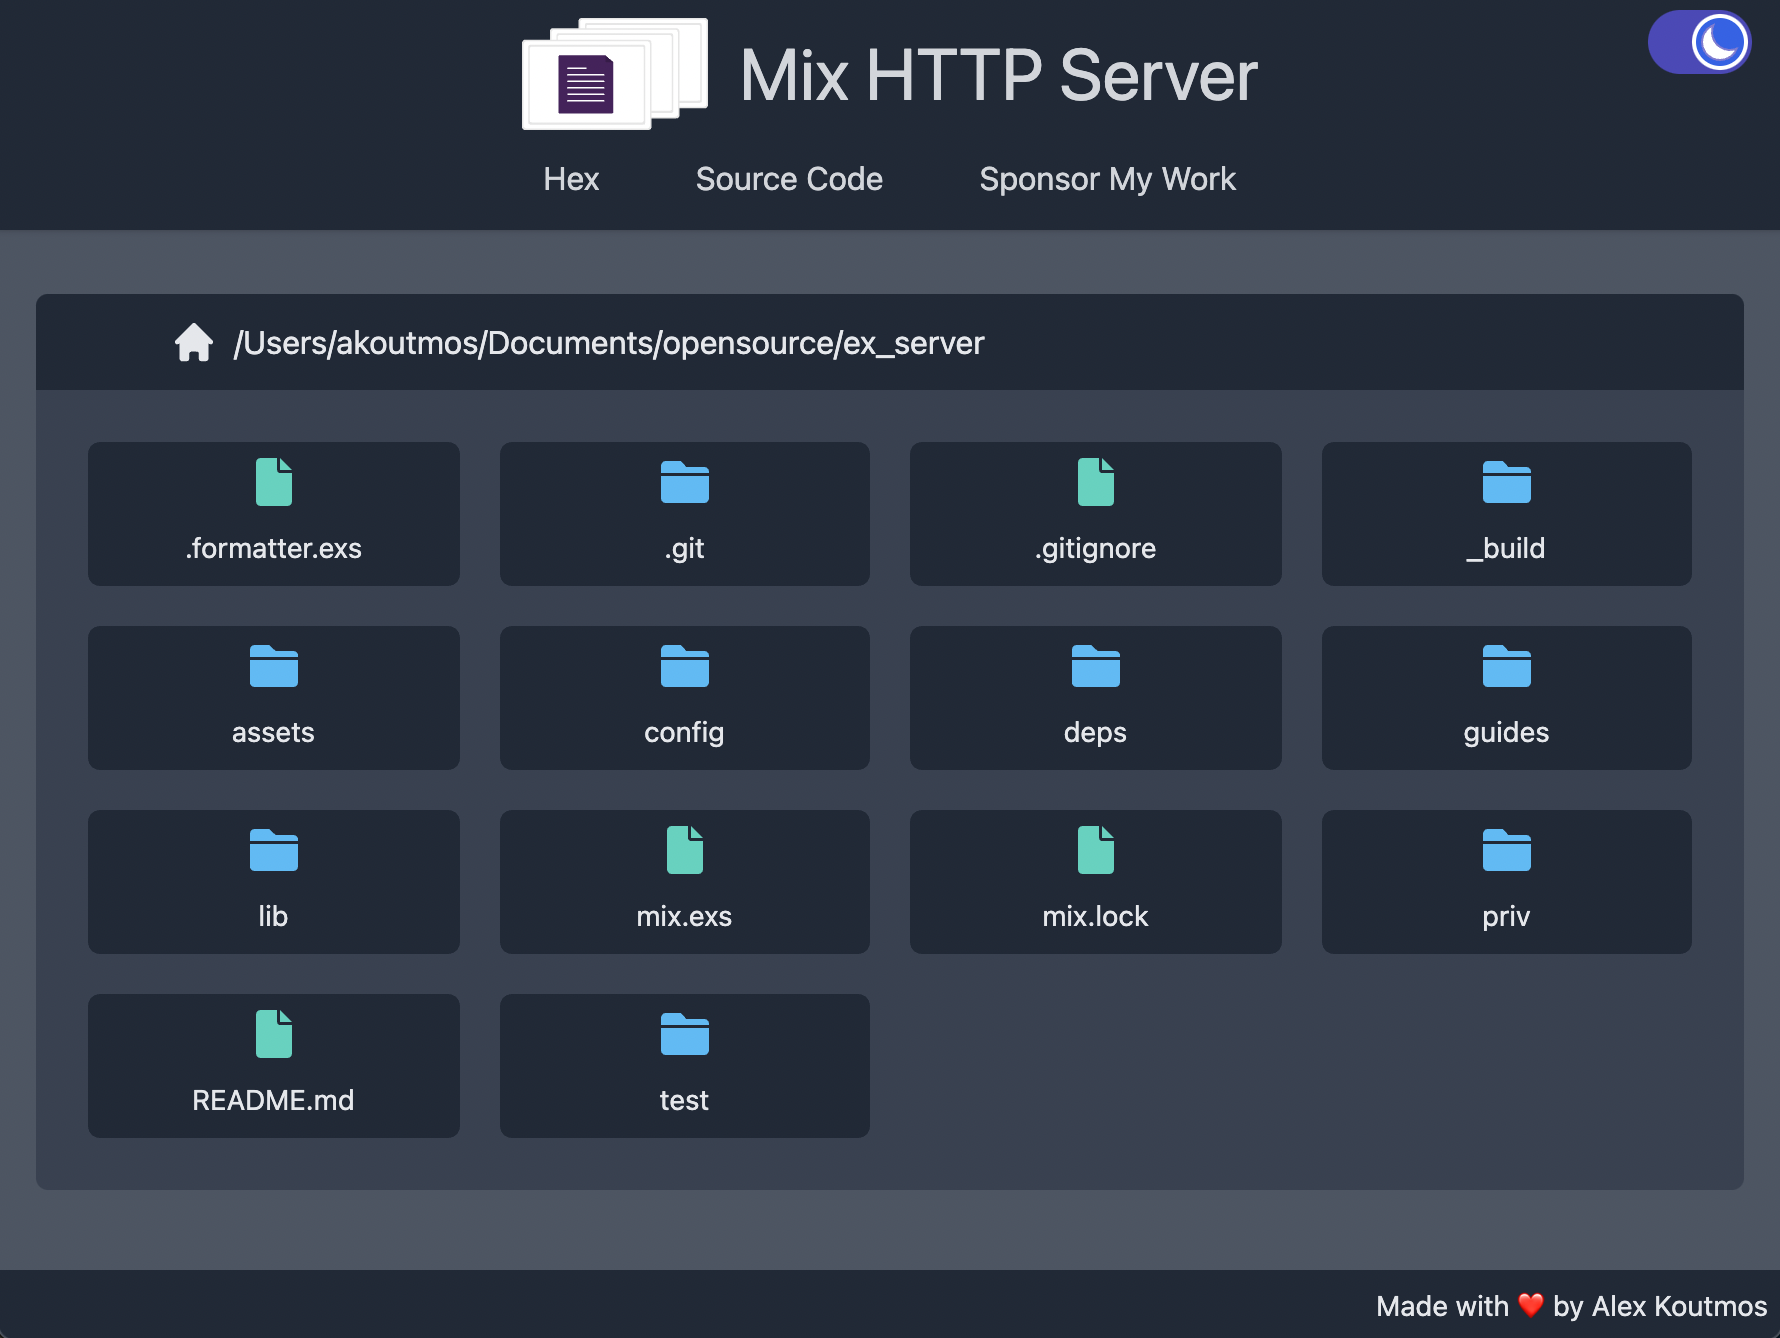 Mix HTTP Server
Hex Source Code Sponsor My Work
/Users/akoutmos/Documents/opensource/ex_server
.formatter.exs .git .gitignore _build
assets config deps guides
lib mix.exs mix.lock priv
README.md test
Made with ❤️ by Alex Koutmos